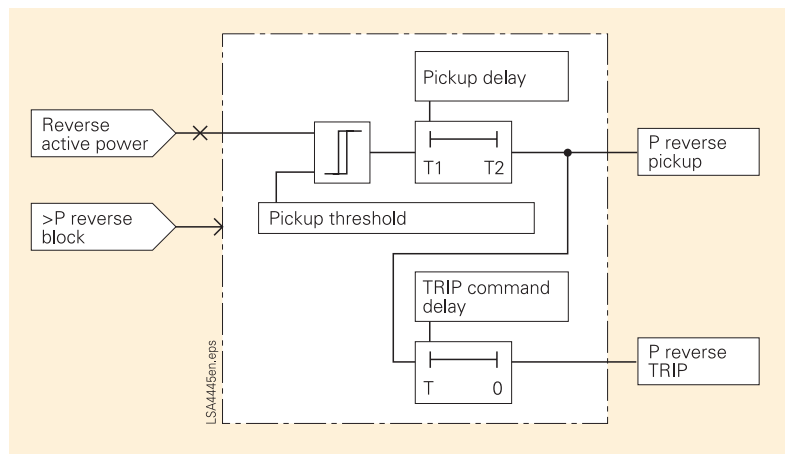 Pickup delay
Reverse
active power
T1 T2
P reverse
pickup
>P reverse
block
Pickup threshold
TRIP command
delay
T 0
P reverse
TRIP
LSA4445en.eps